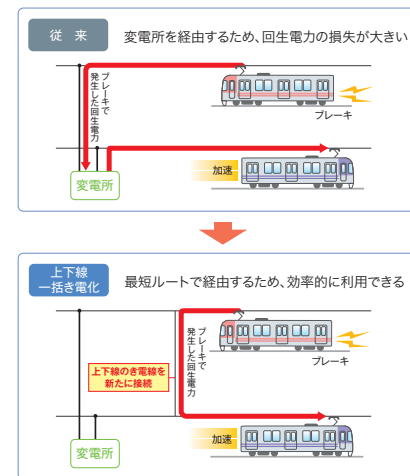 従 来
変電所を経由するため、回生電力の損失が大きい
ブレーキで
発生した回生電力
ブレーキ
加速
変電所
上下線
一括き電化
最短ルートで経由するため、効率的に利用できる
ブレーキで
発生した回生電力
ブレーキ
上下線のき電線を
新たに接続
加速
変電所